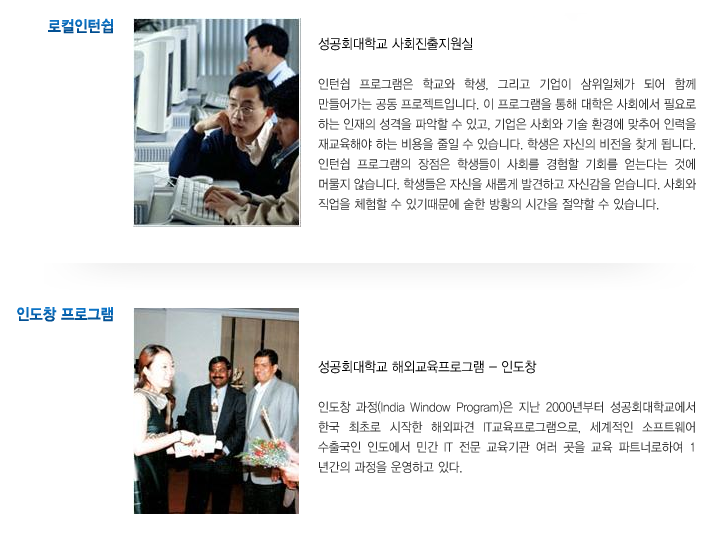 로컬인턴쉽
성공회대학교 사회진출지원실
인턴쉽 프로그램은 학교와 학생, 그리고 기업이 삼위일체가 되어 함께
만들어가는 공동 프로젝트입니다. 이 프로그램을 통해 대학은 사회에서 필요로
하는 인재의 성격을 파악할 수 있고, 기업은 사회와 기술 환경에 맞추어 인력을
재교육해야 하는 비용을 줄일 수 있습니다. 학생은 자신의 비전을 찾게 됩니다.
인턴쉽 프로그램의 장점은 학생들이 사회를 경험할 기회를 얻는다는 것에
머물지 않습니다. 학생들은 자신을 새롭게 발견하고 자신감을 얻습니다. 사회와
직업을 체험할 수 있기때문에 숱한 방황의 시간을 절약할 수 있습니다.
인도창 프로그램
성공회대학교 해외교육프로그램 – 인도창
인도창 과정(India Window Program)은 지난 2000년부터 성공회대학교에서
한국 최초로 시작한 해외파견 IT교육프로그램으로, 세계적인 소프트웨어
수출국인 인도에서 민간 IT 전문 교육기관 여러 곳을 교육 파트너로하여 1
년간의 과정을 운영하고 있다.